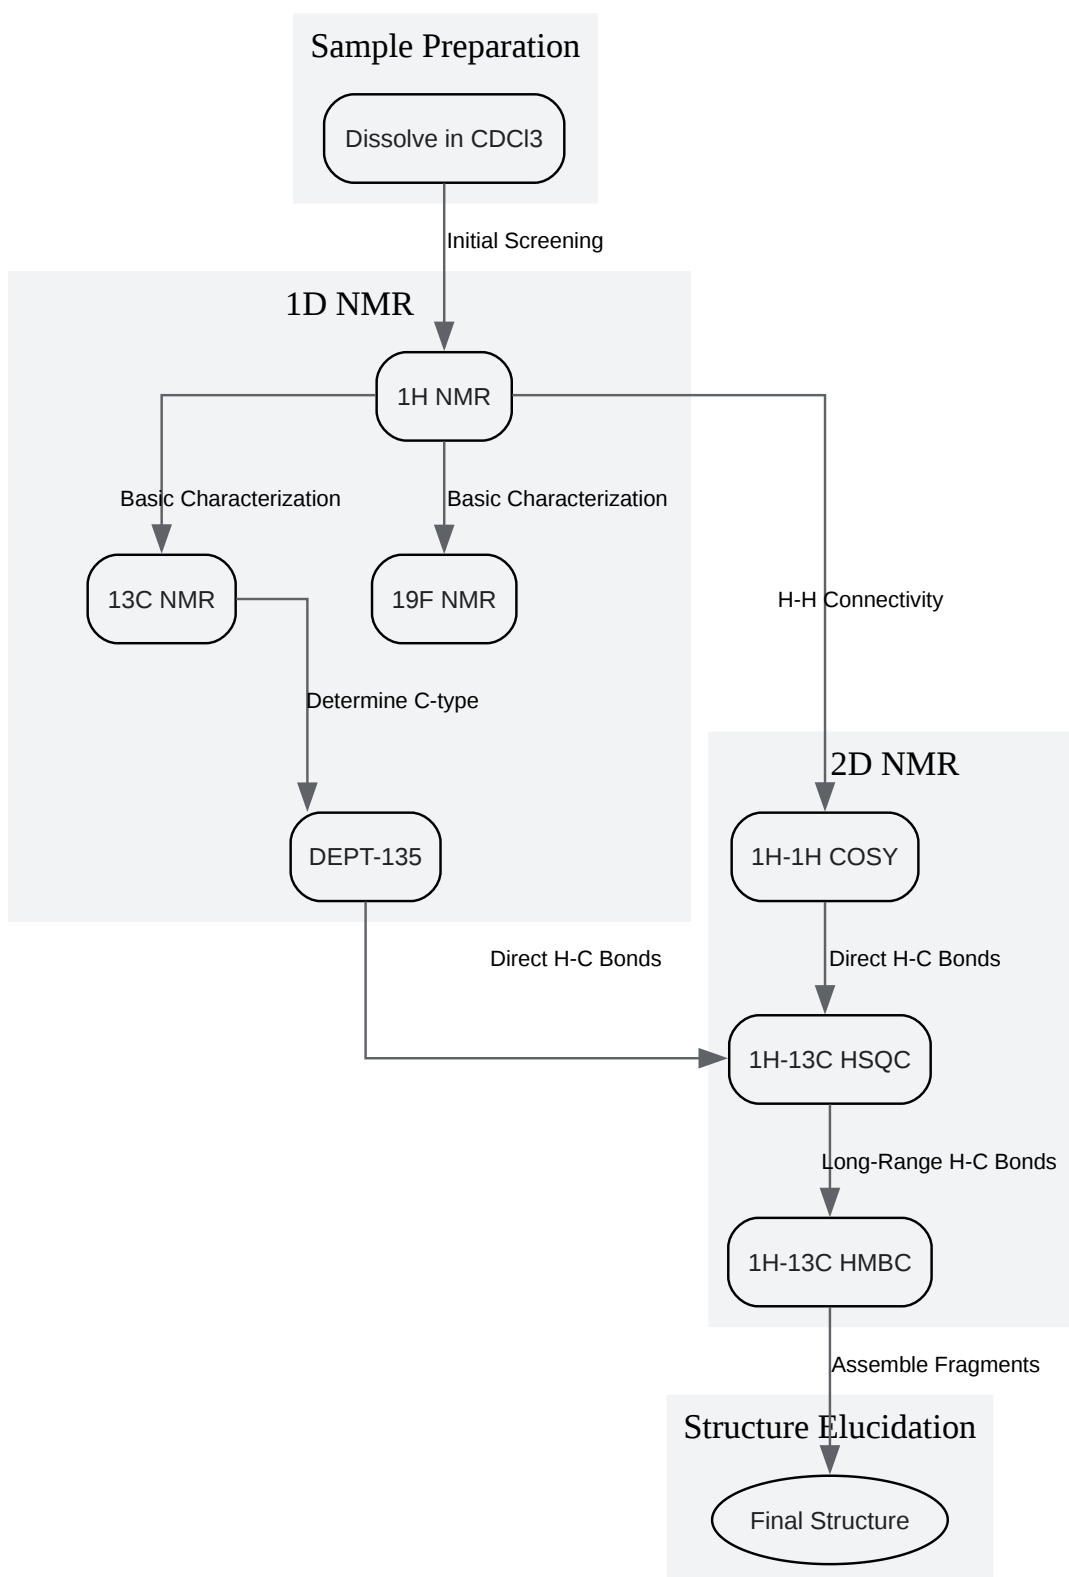 Sample Preparation
Dissolve in CDCl3
Initial Screening
1D NMR
1H NMR
Basic Characterization
Basic Characterization
13C NMR
19F NMR
H-H Connectivity
Determine C-type
2D NMR
DEPT-135
1H-1H COSY
Direct H-C Bonds
Direct H-C Bonds
1H-13C HSQC
Long-Range H-C Bonds
1H-13C HMBC
Assemble Fragments
Structure Elucidation
Final Structure